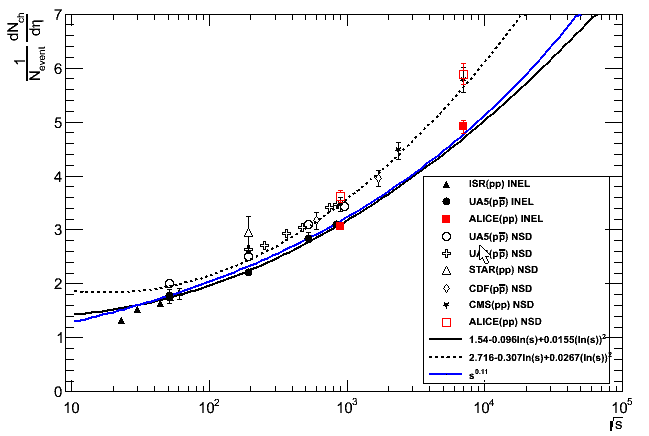 1 dN_ch
N_event dη
7
6
5
4
3
2
1
0
10 10² 10³ 10⁴ 10⁵
√s
ISR(pp) INEL
UA5(pp̅) INEL
ALICE(pp) INEL
UA5(pp̅) NSD
NSD
STAR(pp) NSD
CDF(pp̅) NSD
CMS(pp) NSD
ALICE(pp) NSD
1.54-0.096ln(s)+0.0155(ln(s))²
2.716-0.307ln(s)+0.0267(ln(s))²
s^0.11